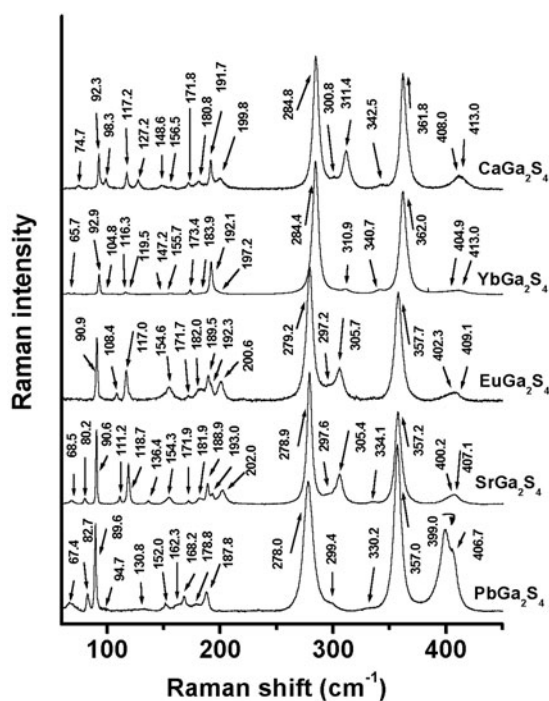 Raman intensity
74.7 92.3 98.3 117.2 127.2 148.6 156.5 171.8 180.8 191.7 199.8 284.8 300.8 311.4 342.5 361.8 408.0 413.0
CaGa2S4
65.7 92.9 104.8 116.3 119.5 147.2 155.7 173.4 183.9 192.1 197.2 284.4 310.9 340.7 362.0 404.9 413.0
YbGa2S4
90.9 108.4 117.0 154.6 171.7 182.0 189.5 192.3 200.6 279.2 297.2 305.7 357.7 402.3 409.1
EuGa2S4
68.5 80.2 90.6 111.2 118.7 136.4 154.3 171.9 181.9 188.9 193.0 202.0 278.9 297.6 305.4 334.1 357.2 400.2 407.1
SrGa2S4
67.4 82.7 89.6 94.7 130.8 152.0 162.3 168.2 178.8 187.8 278.0 299.4 330.2 357.0 399.0 406.7
PbGa2S4
100 200 300 400
Raman shift (cm-1)